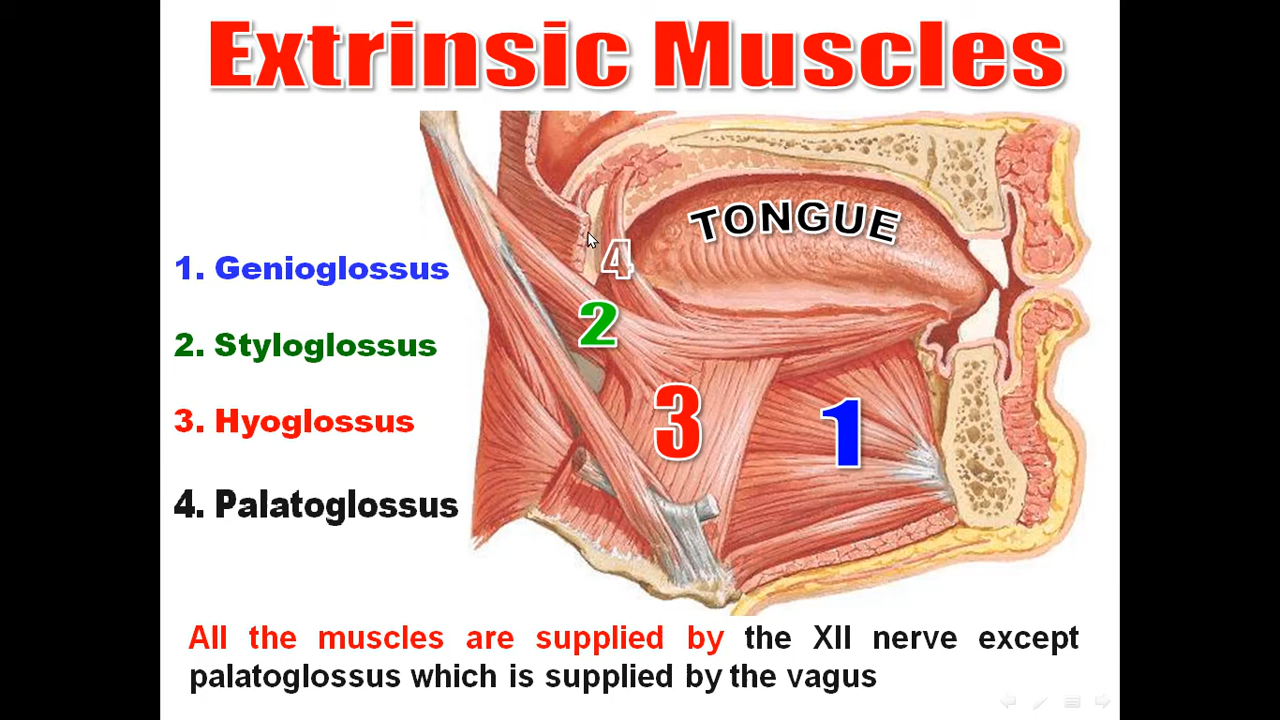 Extrinsic Muscles
TONGUE
1. Genioglossus
4
2. Styloglossus
2
3. Hyoglossus
3
1
4. Palatoglossus
All the muscles are supplied by the XII nerve except
palatoglossus which is supplied by the vagus